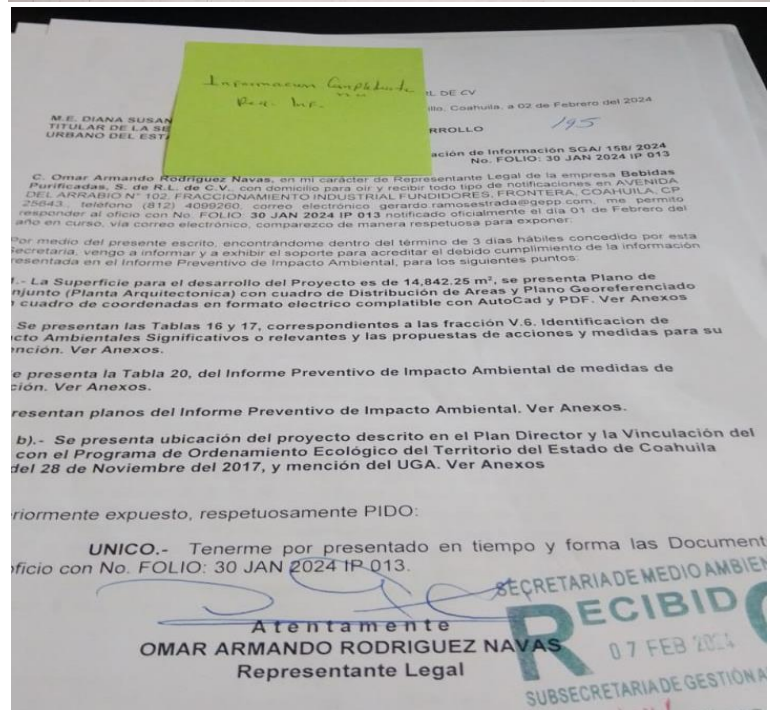 Informacion Complementaria
Req. Inf.
DE CV
Coahuila, a 02 de Febrero del 2024
M.E. DIANA SUSAN
TITULAR DE LA SE
RROLLO
195
URBANO DEL EST
ación de Información SGA/ 158/ 2024
No. FOLIO: 30 JAN 2024 IP 013
C. Omar Armando Rodriguez Navas, en mi carácter de Representante Legal de la empresa Bebidas
Purificadas, S. de R.L. de C.V., con domicilio para oir y recibir todo tipo de notificaciones en AVENIDA
DEL ARRABIO N° 102, FRACCIONAMIENTO INDUSTRIAL FUNDIDORES, FRONTERA, COAHUILA, CP
25643., teléfono (812) 4099260, correo electrónico gerardo.ramosestrada@gepp.com, me permito
responder al oficio con No. FOLIO: 30 JAN 2024 IP 013 notificado oficialmente el día 01 de Febrero del
año en curso, vía correo electrónico, comparezco de manera respetuosa para exponer:
Por medio del presente escrito, encontrándome dentro del término de 3 días hábiles concedido por esta
Secretaria, vengo a informar y a exhibir el soporte para acreditar el debido cumplimiento de la información
resentada en el Informe Preventivo de Impacto Ambiental, para los siguientes puntos:
.- La Superficie para el desarrollo del Proyecto es de 14,842.25 m², se presenta Plano de
njunto (Planta Arquitectonica) con cuadro de Distribución de Areas y Plano Georeferenciado
cuadro de coordenadas en formato electrico complatible con AutoCad y PDF. Ver Anexos
Se presentan las Tablas 16 y 17, correspondientes a las fracción V.6. Identificacion de
cto Ambientales Significativos o relevantes y las propuestas de acciones y medidas para su
ención. Ver Anexos.
e presenta la Tabla 20, del Informe Preventivo de Impacto Ambiental de medidas de
ción. Ver Anexos.
resentan planos del Informe Preventivo de Impacto Ambiental. Ver Anexos.
b).- Se presenta ubicación del proyecto descrito en el Plan Director y la Vinculación del
con el Programa de Ordenamiento Ecológico del Territorio del Estado de Coahuila
del 28 de Noviembre del 2017, y mención del UGA. Ver Anexos
riormente expuesto, respetuosamente PIDO:
UNICO.- Tenerme por presentado en tiempo y forma las Document
oficio con No. FOLIO: 30 JAN 2024 IP 013.
Atentamente
OMAR ARMANDO RODRIGUEZ NAVAS
Representante Legal
SECRETARIA DE MEDIO AMBIEN
RECIBIDO
07 FEB 2024
SUBSECRETARIA DE GESTIÓN A